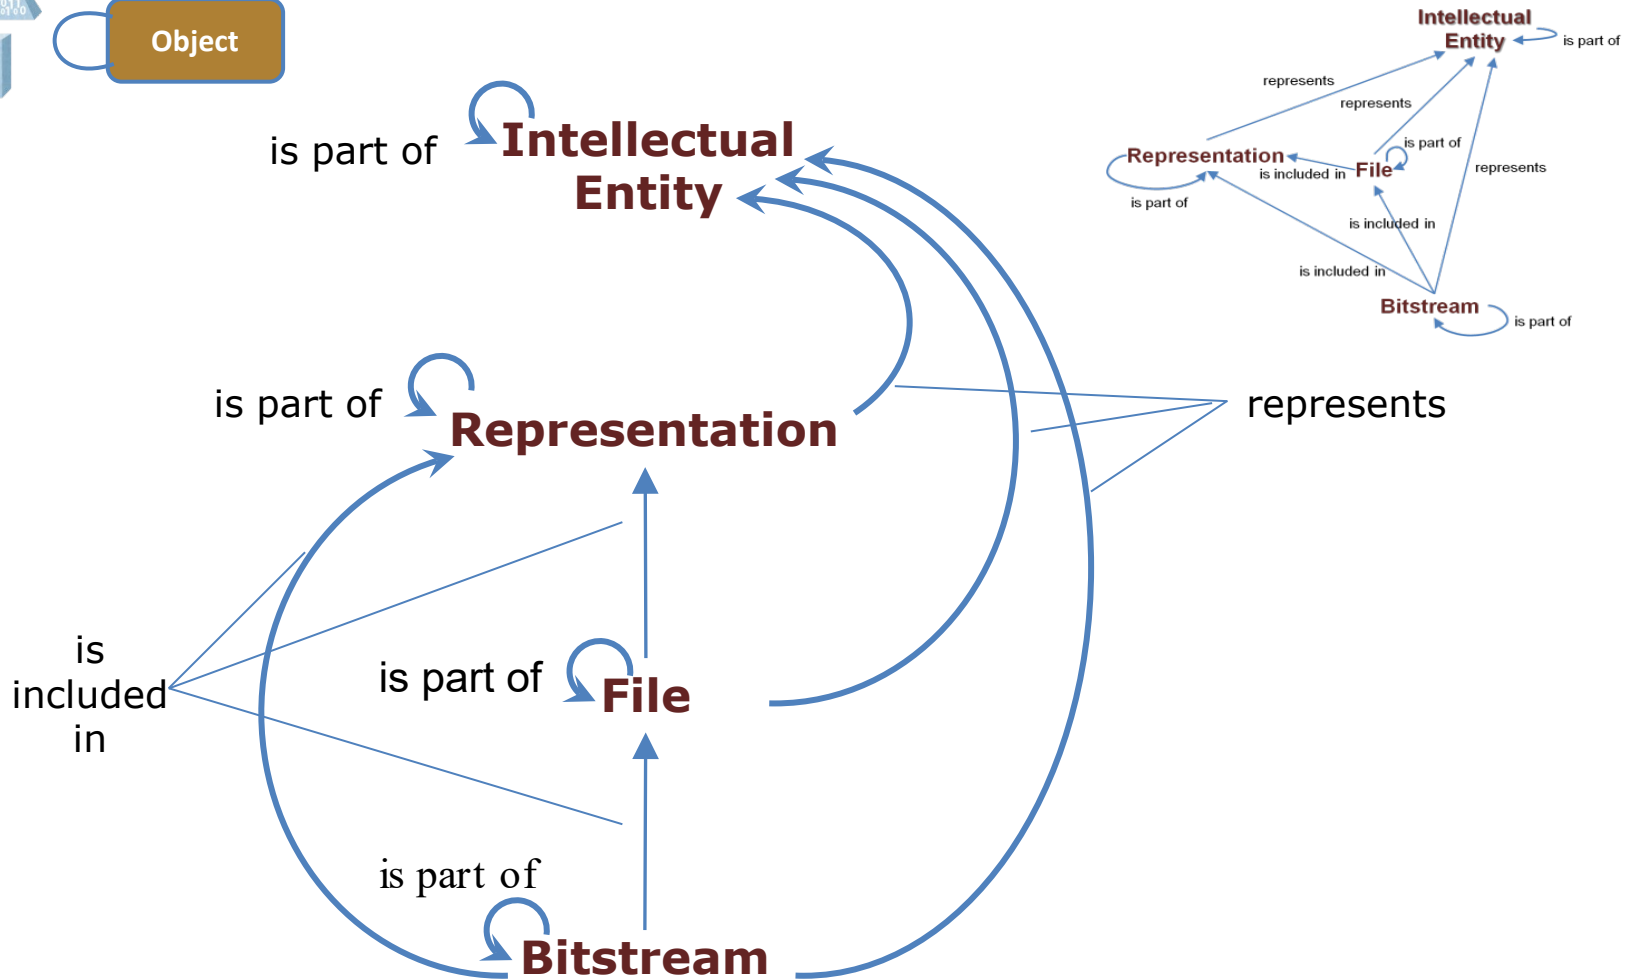 Object
is part of
Intellectual
Entity
is part of
Representation
represents
is
included
in
is part of
File
is part of
Bitstream
Intellectual
Entity
is part of
represents
represents
is part of
Representation
is included in
File
represents
is part of
is included in
is included in
Bitstream
is part of